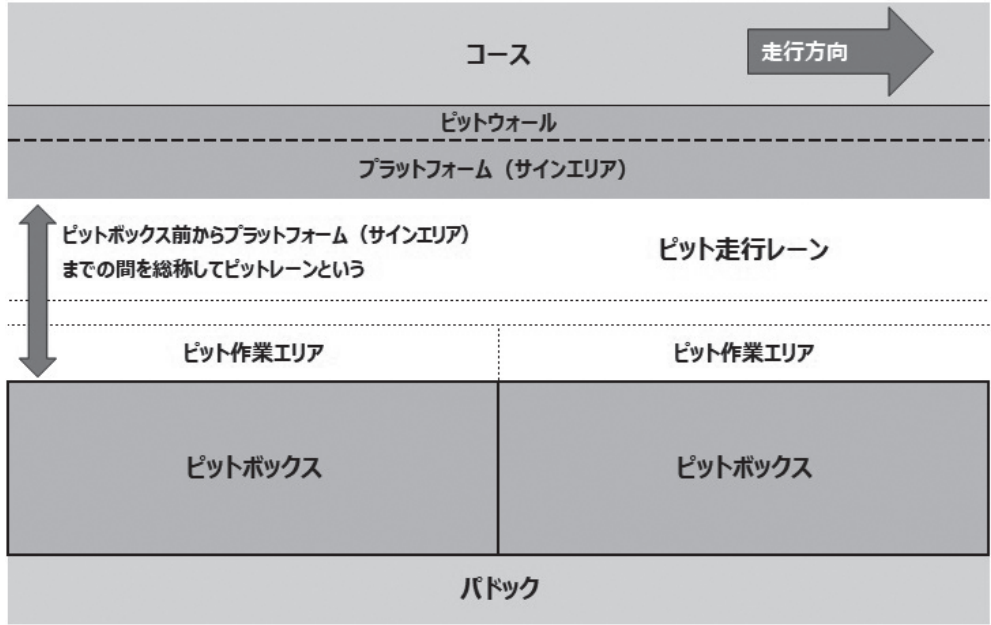 コース
走行方向
ピットウォール
プラットフォーム（サインエリア）
ピットボックス前からプラットフォーム（サインエリア）
までの間を総称してピットレーンという
ピット走行レーン
ピット作業エリア
ピット作業エリア
ピットボックス
ピットボックス
パドック